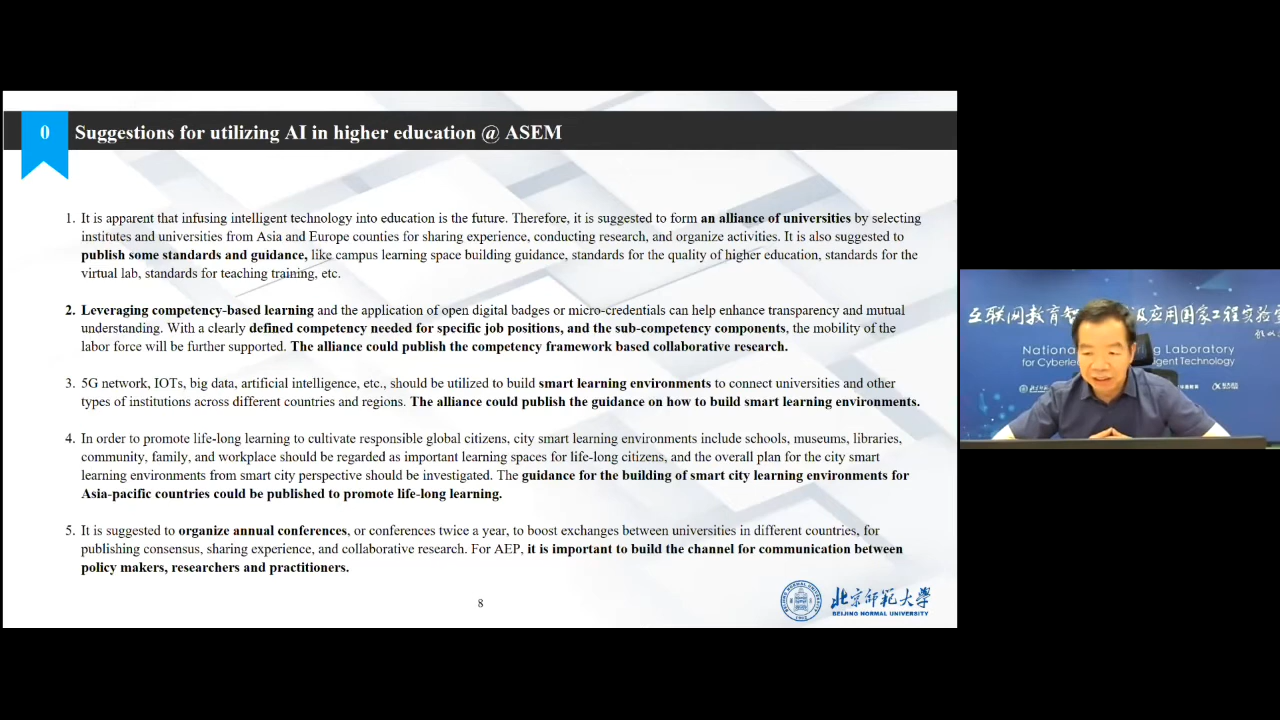 0
Suggestions for utilizing AI in higher education @ ASEM
1. It is apparent that infusing intelligent technology into education is the future. Therefore, it is suggested to form an alliance of universities by selecting
institutes and universities from Asia and Europe counties for sharing experience, conducting research, and organize activities. It is also suggested to
publish some standards and guidance, like campus learning space building guidance, standards for the quality of higher education, standards for the
virtual lab, standards for teaching training, etc.
2. Leveraging competency-based learning and the application of open digital badges or micro-credentials can help enhance transparency and mutual
understanding. With a clearly defined competency needed for specific job positions, and the sub-competency components, the mobility of the
labor force will be further supported. The alliance could publish the competency framework based collaborative research.
3. 5G network, IOTs, big data, artificial intelligence, etc., should be utilized to build smart learning environments to connect universities and other
types of institutions across different countries and regions. The alliance could publish the guidance on how to build smart learning environments.
4. In order to promote life-long learning to cultivate responsible global citizens, city smart learning environments include schools, museums, libraries,
community, family, and workplace should be regarded as important learning spaces for life-long citizens, and the overall plan for the city smart
learning environments from smart city perspective should be investigated. The guidance for the building of smart city learning environments for
Asia-pacific countries could be published to promote life-long learning.
5. It is suggested to organize annual conferences, or conferences twice a year, to boost exchanges between universities in different countries, for
publishing consensus, sharing experience, and collaborative research. For AEP, it is important to build the channel for communication between
policy makers, researchers and practitioners.
8
北京师范大学
BEIJING NORMAL UNIVERSITY
互联网教育智 及应用国家工程实验室
National Laboratory
for Cyberle Technology